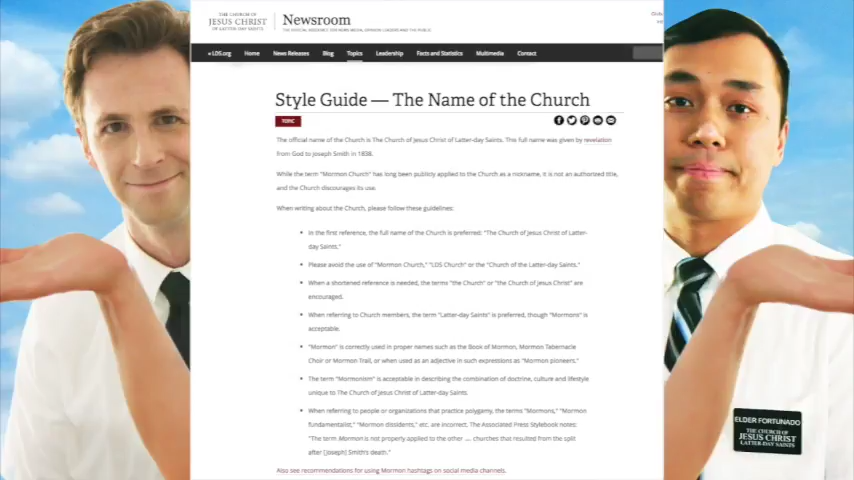 THE CHURCH OF
JESUS CHRIST
OF LATTER-DAY SAINTS
Newsroom
THE OFFICIAL RESOURCE FOR NEWS MEDIA, OPINION LEADERS AND THE PUBLIC
« LDS.org Home News Releases Blog Topics Leadership Facts and Statistics Multimedia Contact
Style Guide — The Name of the Church
TOPIC
The official name of the Church is The Church of Jesus Christ of Latter-day Saints. This full name was given by revelation
from God to Joseph Smith in 1838.
While the term "Mormon Church" has long been publicly applied to the Church as a nickname, it is not an authorized title,
and the Church discourages its use.
When writing about the Church, please follow these guidelines:
• In the first reference, the full name of the Church is preferred: "The Church of Jesus Christ of Latter-
day Saints."
• Please avoid the use of "Mormon Church," "LDS Church" or the "Church of the Latter-day Saints."
• When a shortened reference is needed, the terms "the Church" or "the Church of Jesus Christ" are
encouraged.
• When referring to Church members, the term "Latter-day Saints" is preferred, though "Mormons" is
acceptable.
• "Mormon" is correctly used in proper names such as the Book of Mormon, Mormon Tabernacle
Choir or Mormon Trail, or when used as an adjective in such expressions as "Mormon pioneers."
• The term "Mormonism" is acceptable in describing the combination of doctrine, culture and lifestyle
unique to The Church of Jesus Christ of Latter-day Saints.
• When referring to people or organizations that practice polygamy, the terms "Mormons," "Mormon
fundamentalist," "Mormon dissidents," etc. are incorrect. The Associated Press Stylebook notes:
"The term Mormon is not properly applied to the other ... churches that resulted from the split
after [Joseph] Smith's death."
Also see recommendations for using Mormon hashtags on social media channels.
ELDER FORTUNADO
THE CHURCH OF
JESUS CHRIST
LATTER-DAY SAINTS